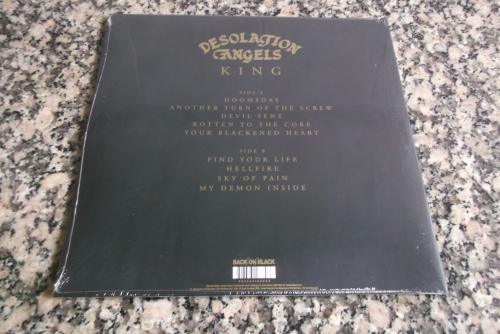 DESOLATION
ANGELS
KING
SIDE A
DOOMSDAY
ANOTHER TURN OF THE SCREW
DEVIL SENT
ROTTEN TO THE CORE
YOUR BLACKENED HEART
SIDE B
FIND YOUR LIFE
HELLFIRE
SKY OF PAIN
MY DEMON INSIDE
BACK ON BLACK